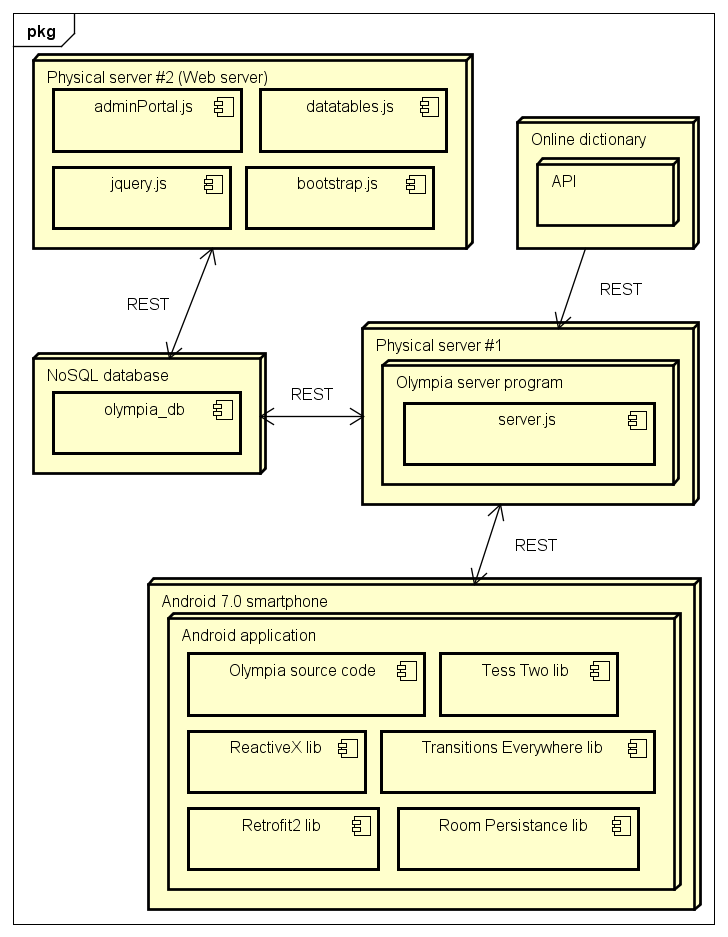 pkg
Physical server #2 (Web server)
adminPortal.js
datatables.js
jquery.js
bootstrap.js
Online dictionary
API
REST
REST
Physical server #1
Olympia server program
server.js
NoSQL database
olympia_db
REST
REST
Android 7.0 smartphone
Android application
Olympia source code
Tess Two lib
ReactiveX lib
Transitions Everywhere lib
Retrofit2 lib
Room Persistance lib